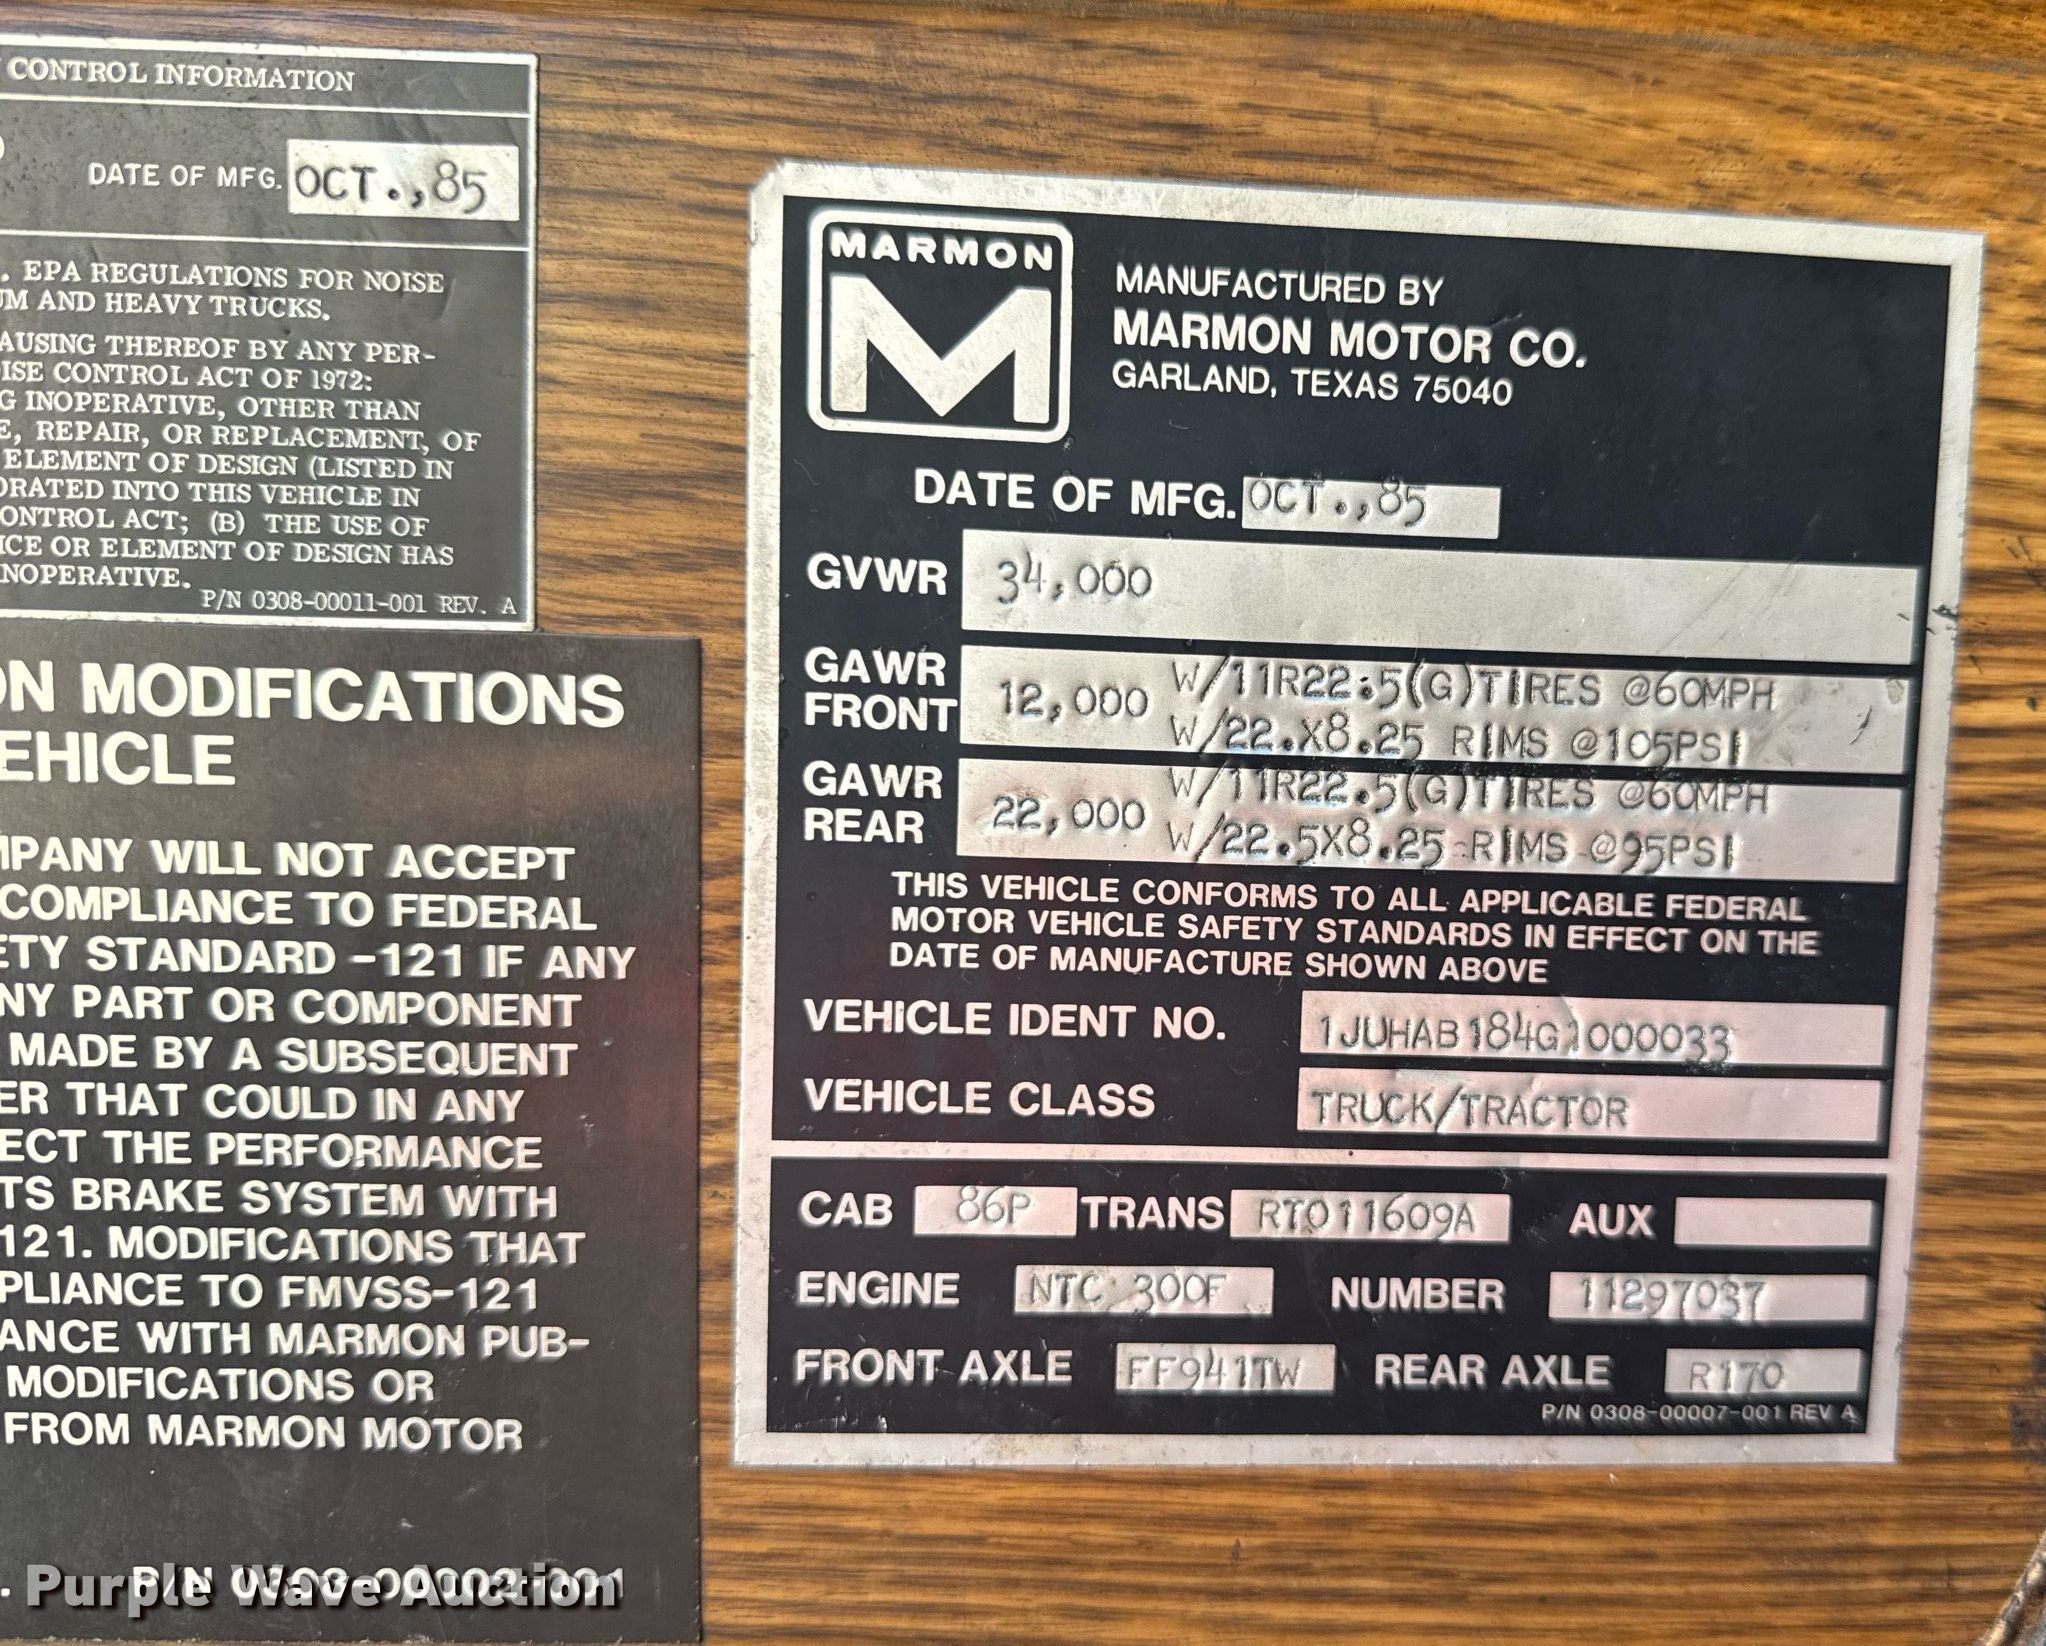 CONTROL INFORMATION
DATE OF MFG. OCT.,85
. EPA REGULATIONS FOR NOISE
UM AND HEAVY TRUCKS.
AUSING THEREOF BY ANY PER-
ISE CONTROL ACT OF 1972:
G INOPERATIVE, OTHER THAN
E, REPAIR, OR REPLACEMENT, OF
ELEMENT OF DESIGN (LISTED IN
ORATED INTO THIS VEHICLE IN
ONTROL ACT; (B) THE USE OF
ICE OR ELEMENT OF DESIGN HAS
NOPERATIVE.
P/N 0308-00011-001 REV. A
ON MODIFICATIONS
EHICLE
MPANY WILL NOT ACCEPT
COMPLIANCE TO FEDERAL
ETY STANDARD -121 IF ANY
NY PART OR COMPONENT
MADE BY A SUBSEQUENT
ER THAT COULD IN ANY
ECT THE PERFORMANCE
TS BRAKE SYSTEM WITH
121. MODIFICATIONS THAT
PLIANCE TO FMVSS-121
ANCE WITH MARMON PUB-
MODIFICATIONS OR
FROM MARMON MOTOR
. P/N 0308-00002-001
Purple Wave Auction
MARMON
M
MANUFACTURED BY
MARMON MOTOR CO.
GARLAND, TEXAS 75040
DATE OF MFG. OCT.,85
GVWR 34,000
GAWR FRONT 12,000 W/11R22.5(G)TIRES @60MPH
W/22.X8.25 RIMS @105PSI
GAWR REAR 22,000 W/11R22.5(G)TIRES @60MPH
W/22.5X8.25 RIMS @95PSI
THIS VEHICLE CONFORMS TO ALL APPLICABLE FEDERAL
MOTOR VEHICLE SAFETY STANDARDS IN EFFECT ON THE
DATE OF MANUFACTURE SHOWN ABOVE
VEHICLE IDENT NO. 1JUHAB184G1000033
VEHICLE CLASS TRUCK/TRACTOR
CAB 86P TRANS RTO11609A AUX
ENGINE NTC 300F NUMBER 11297037
FRONT AXLE FF941TW REAR AXLE R170
P/N 0308-00007-001 REV A